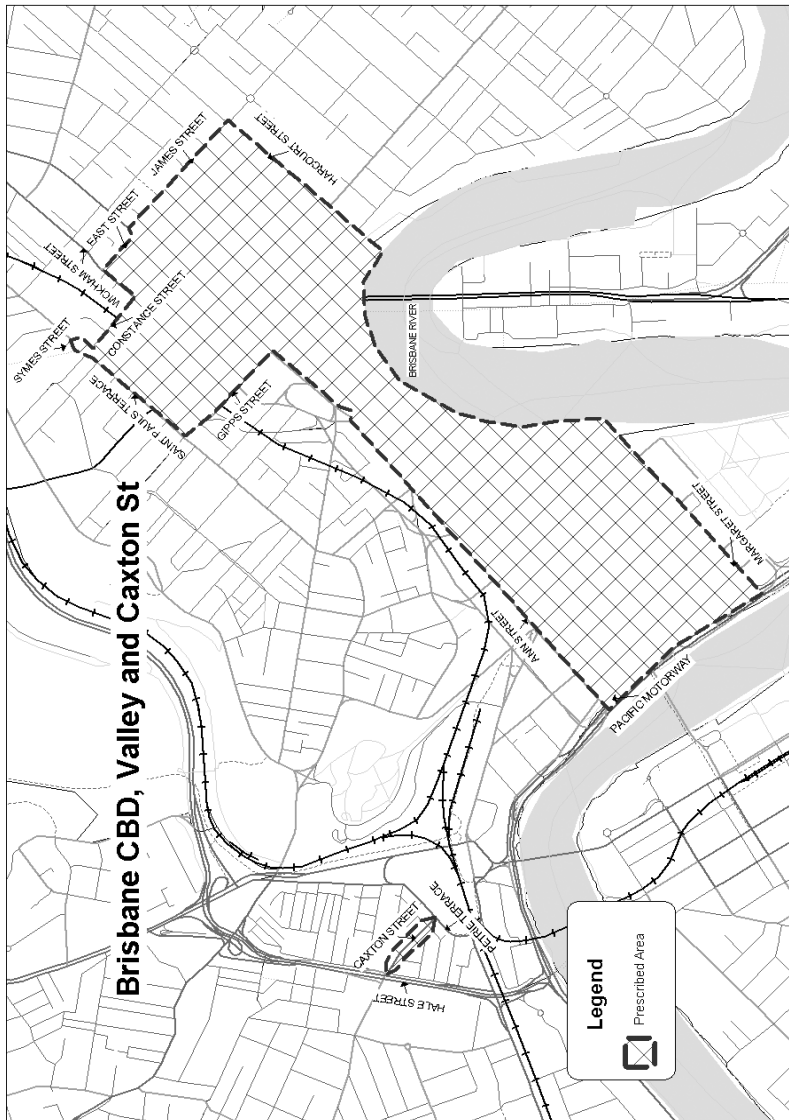 Brisbane CBD, Valley and Caxton St
SYMES STREET
WICKHAM STREET
EAST STREET
JAMES STREET
HARCOURT STREET
CONSTANCE STREET
SAINT PAULS TERRACE
GIPPS STREET
BRISBANE RIVER
ANN STREET
MARGARET STREET
PACIFIC MOTORWAY
CAXTON STREET
PETRIE TERRACE
HALE STREET
Legend
Prescribed Area